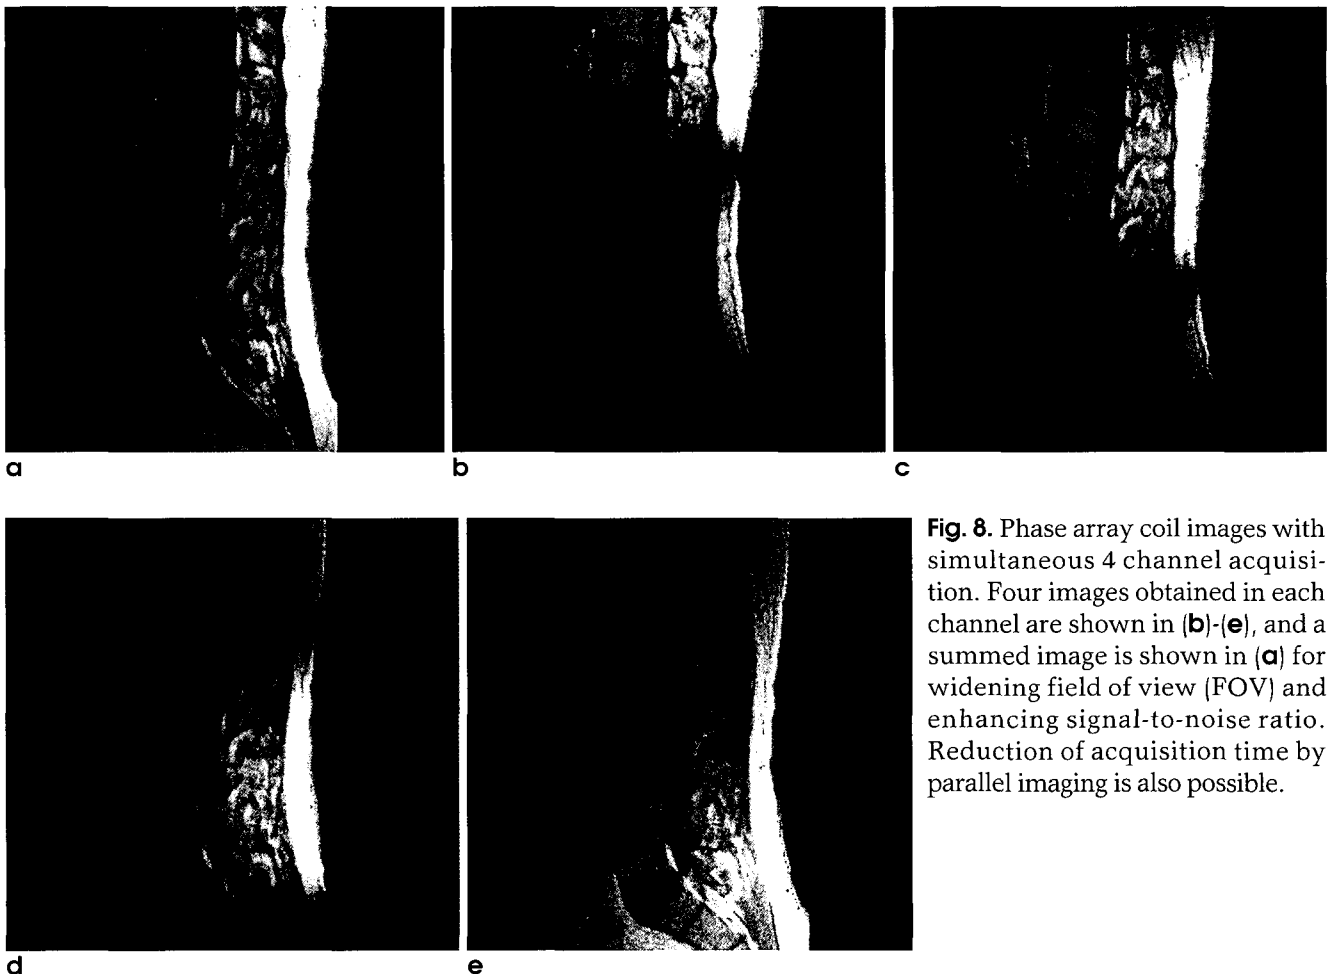 a
b
c
d
e
Fig. 8. Phase array coil images with
simultaneous 4 channel acquisi-
tion. Four images obtained in each
channel are shown in (b)-(e), and a
summed image is shown in (a) for
widening field of view (FOV) and
enhancing signal-to-noise ratio.
Reduction of acquisition time by
parallel imaging is also possible.